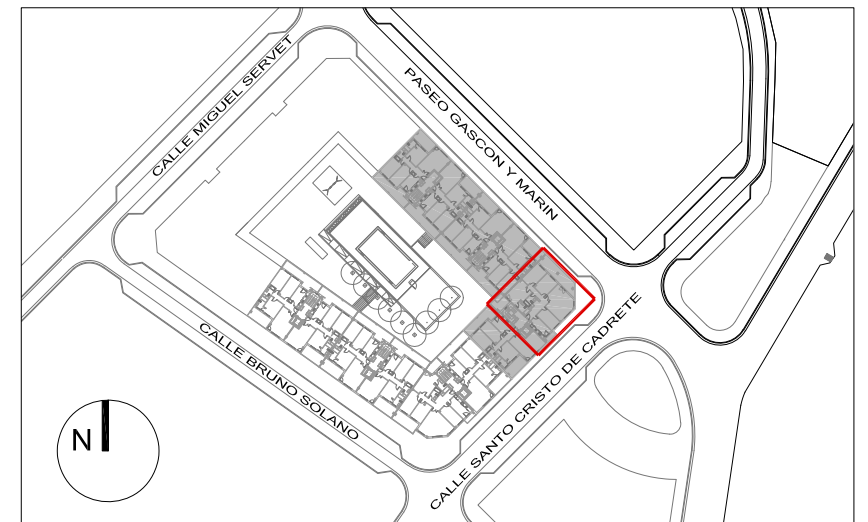 CALLE MIGUEL SERVET
PASEO GASCON Y MARIN
CALLE BRUNO SOLANO
CALLE SANTO CRISTO DE CADRETE
N